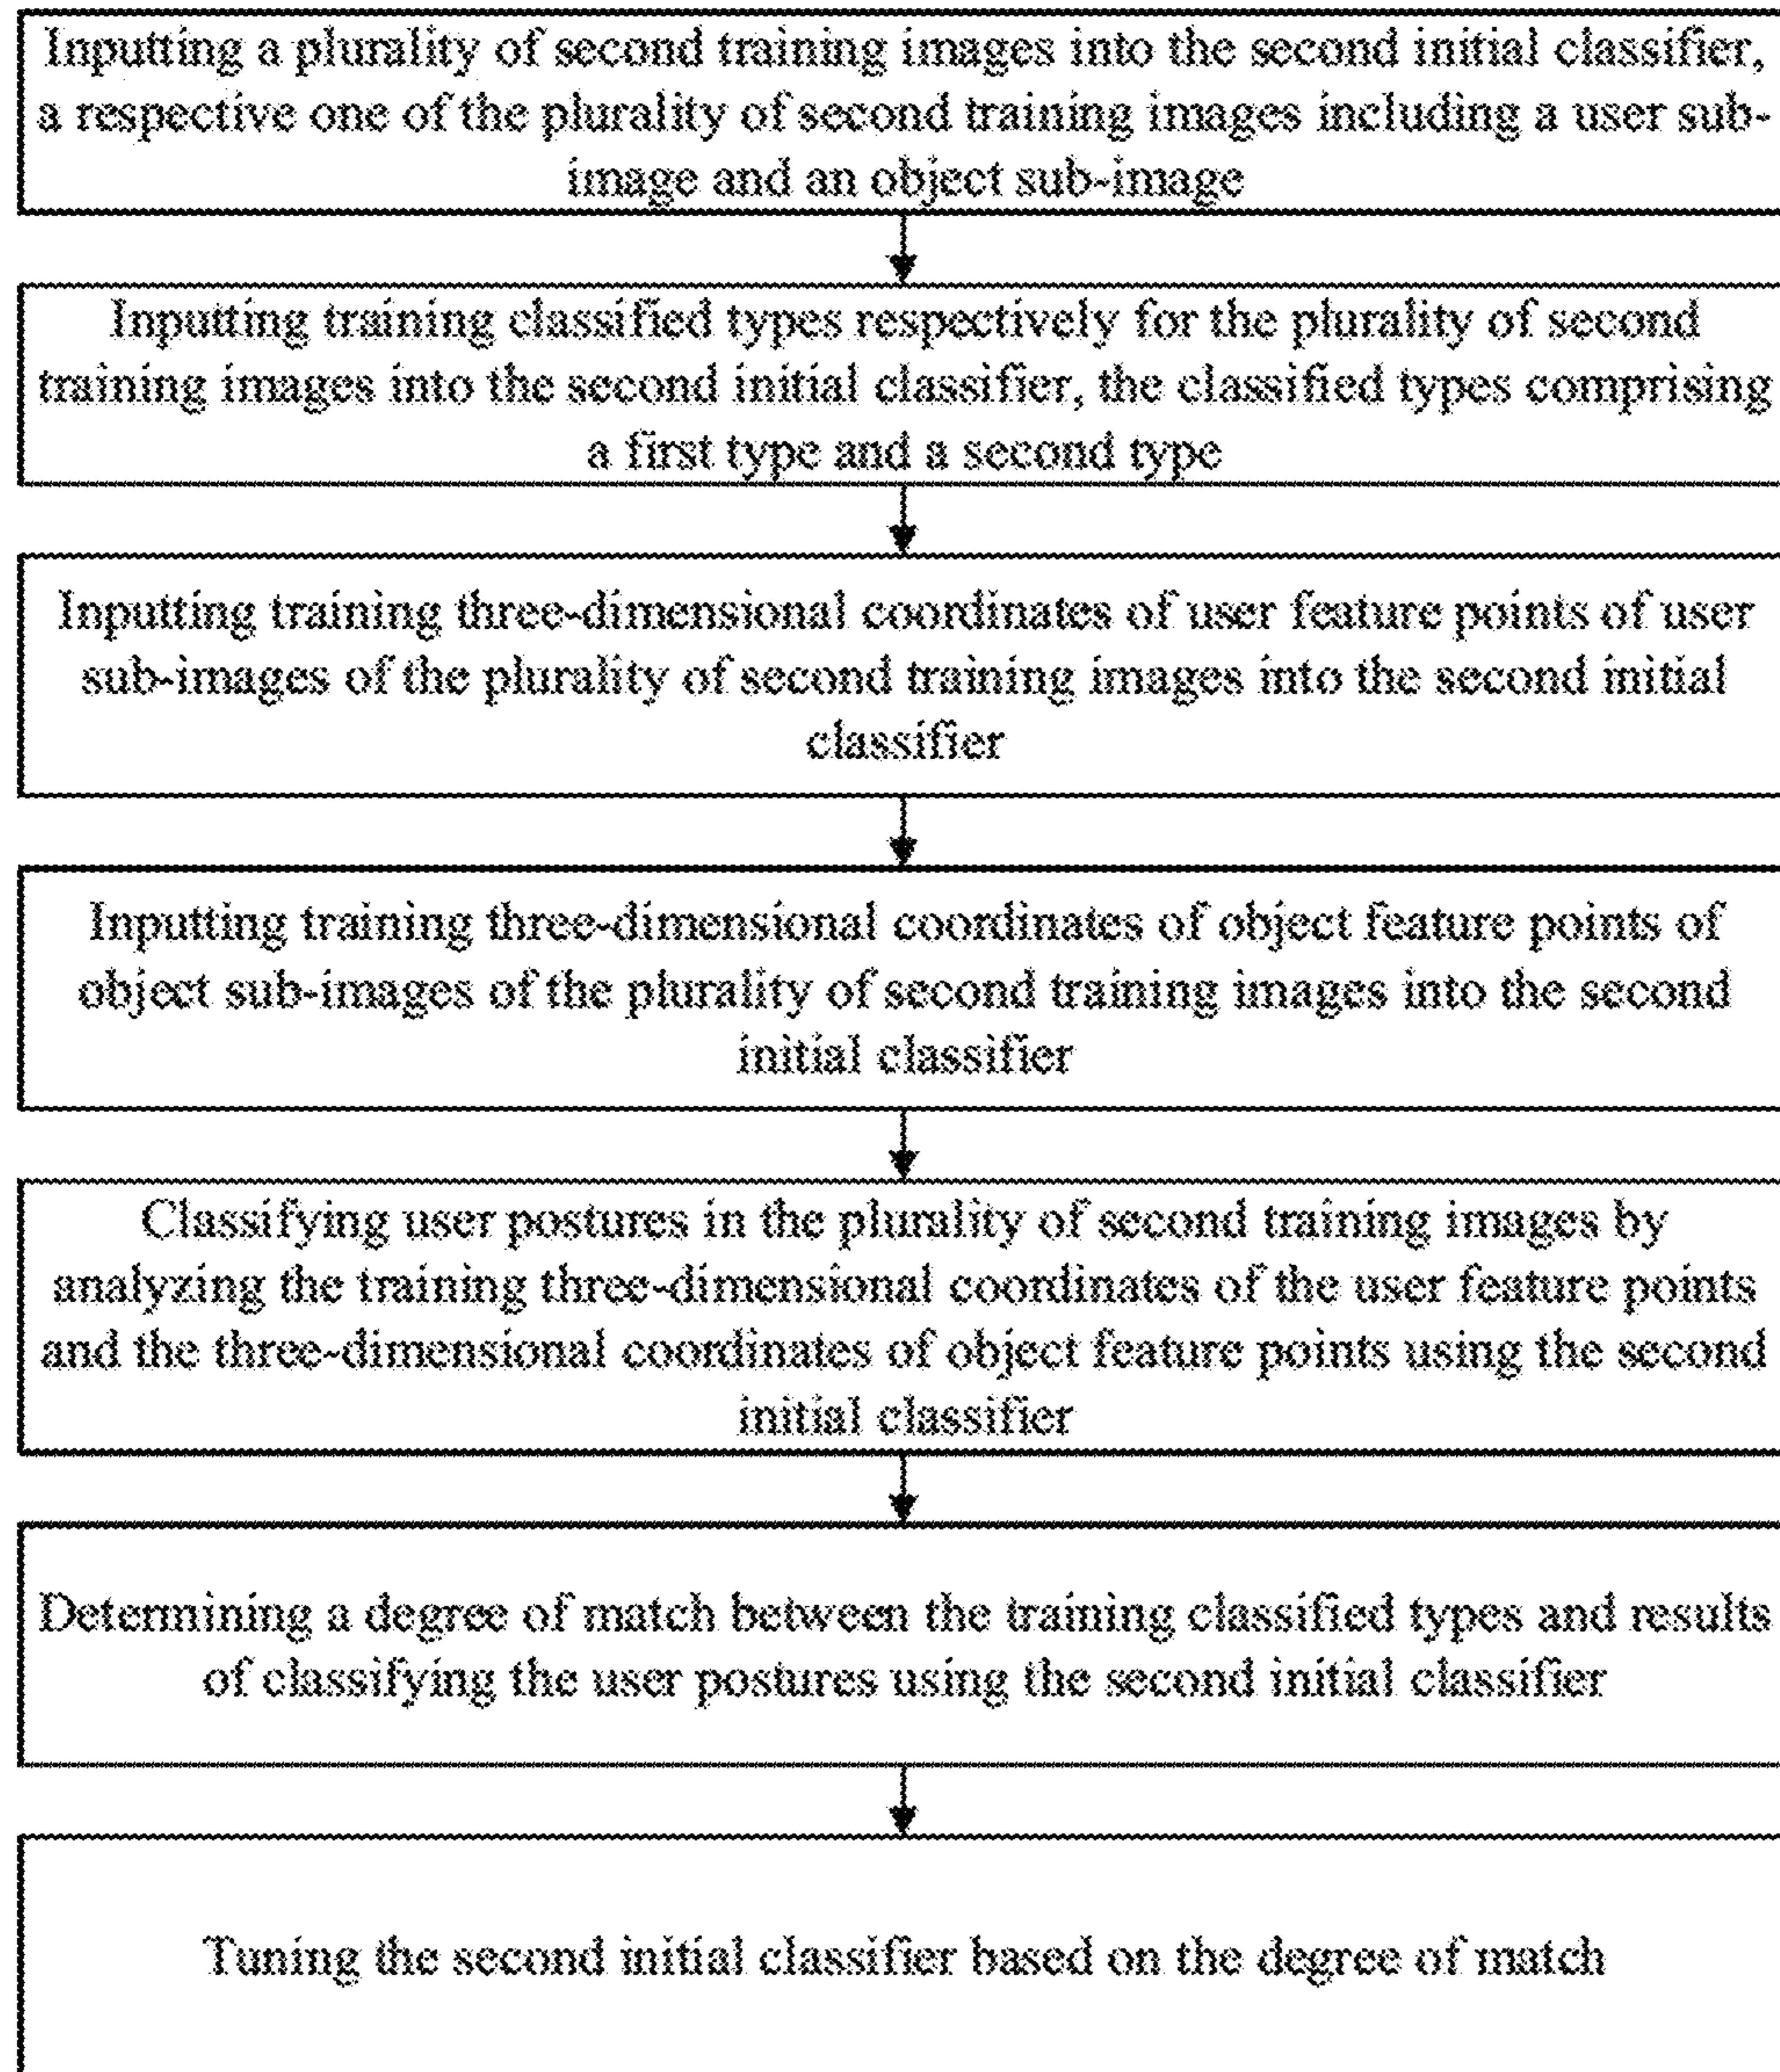 Inputting a plurality of second training images into the second initial classifier,
a respective one of the plurality of second training images including a user sub-
image and an object sub-image
Inputting training classified types respectively for the plurality of second
training images into the second initial classifier, the classified types comprising
a first type and a second type
Inputting training three-dimensional coordinates of user feature points of user
sub-images of the plurality of second training images into the second initial
classifier
Inputting training three-dimensional coordinates of object feature points of
object sub-images of the plurality of second training images into the second
initial classifier
Classifying user postures in the plurality of second training images by
analyzing the training three-dimensional coordinates of the user feature points
and the three-dimensional coordinates of object feature points using the second
initial classifier
Determining a degree of match between the training classified types and results
of classifying the user postures using the second initial classifier
Tuning the second initial classifier based on the degree of match